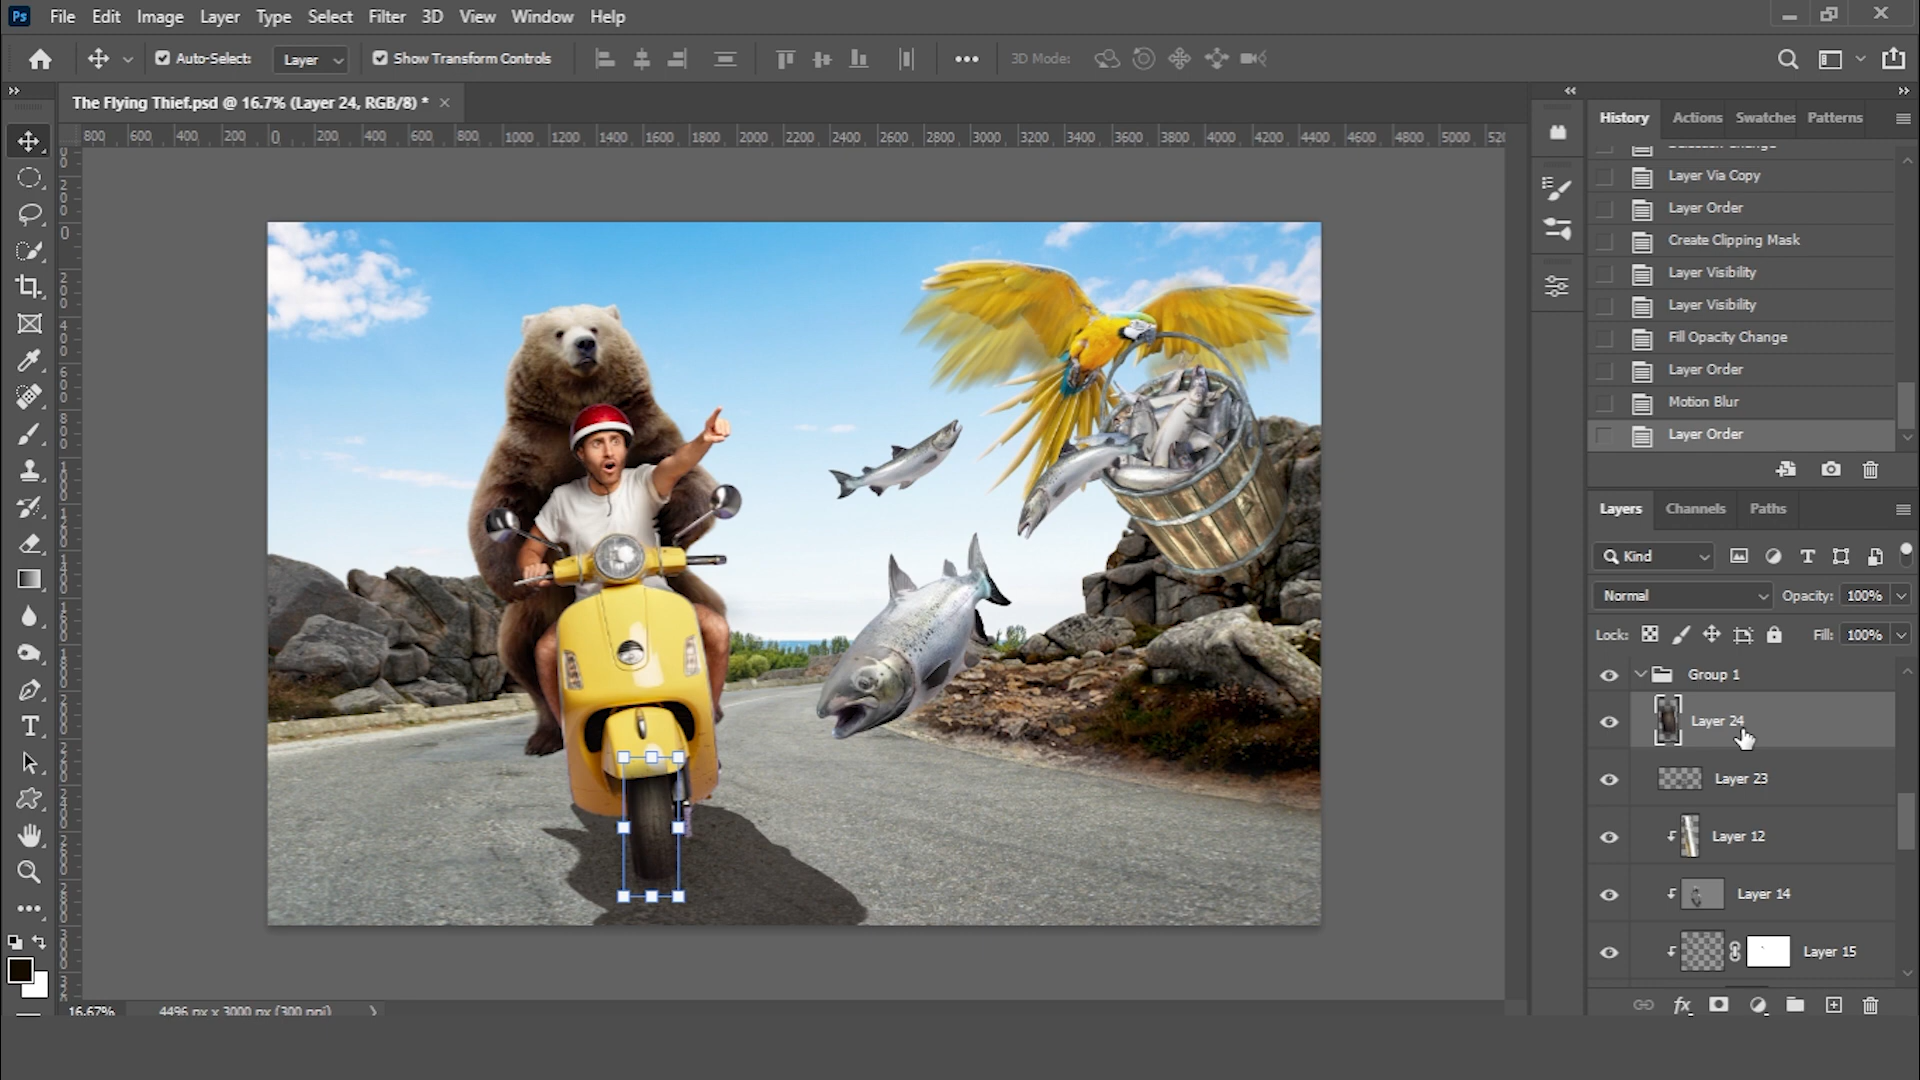 Ps File Edit Image Layer Type Select Filter 3D View Window Help
Auto-Select: Layer Show Transform Controls 3D Mode:
The Flying Thief.psd @ 16.7% (Layer 24, RGB/8) *
800 600 400 200 0 200 400 600 800 1000 1200 1400 1600 1800 2000 2200 2400 2600 2800 3000 3200 3400 3600 3800 4000 4200 4400 4600 4800 5000
History Actions Swatches Patterns
Layer Via Copy
Layer Order
Create Clipping Mask
Layer Visibility
Layer Visibility
Fill Opacity Change
Layer Order
Motion Blur
Layer Order
Layers Channels Paths
Kind
Normal Opacity: 100%
Lock: Fill: 100%
Group 1
Layer 24
Layer 23
Layer 12
Layer 14
Layer 15
16.67% 4496 px x 3000 px (300 ppi)